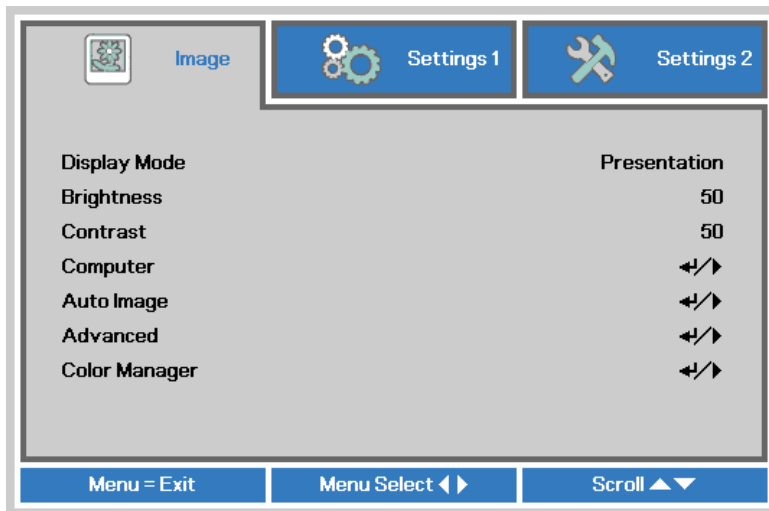 Image Settings 1 Settings 2
Display Mode Presentation
Brightness 50
Contrast 50
Computer ↵/▶
Auto Image ↵/▶
Advanced ↵/▶
Color Manager ↵/▶
Menu = Exit Menu Select ◀▶ Scroll ▲▼